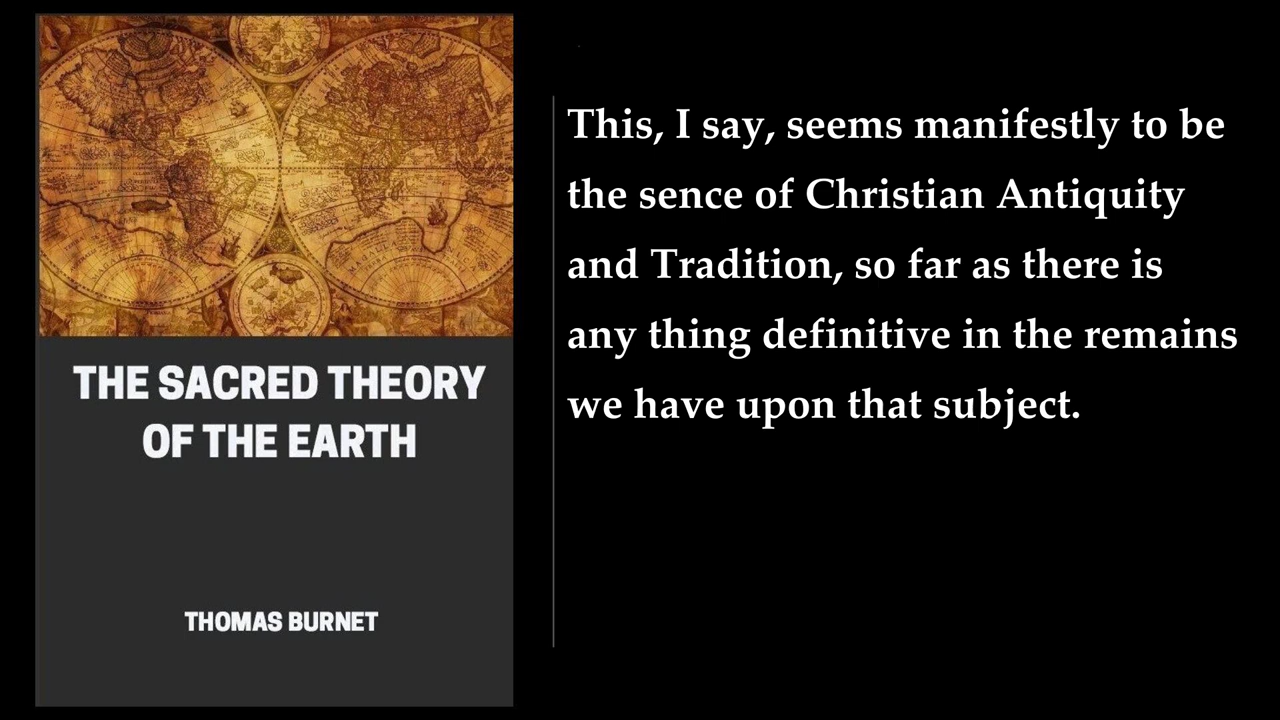 THE SACRED THEORY
OF THE EARTH
THOMAS BURNET
This, I say, seems manifestly to be
the sence of Christian Antiquity
and Tradition, so far as there is
any thing definitive in the remains
we have upon that subject.